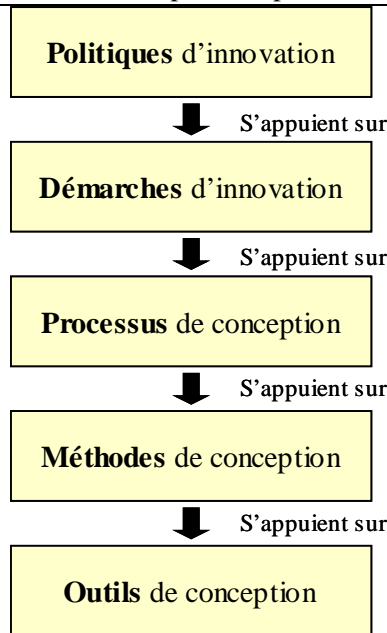 Politiques d'innovation
S'appuient sur
Démarches d'innovation
S'appuient sur
Processus de conception
S'appuient sur
Méthodes de conception
S'appuient sur
Outils de conception